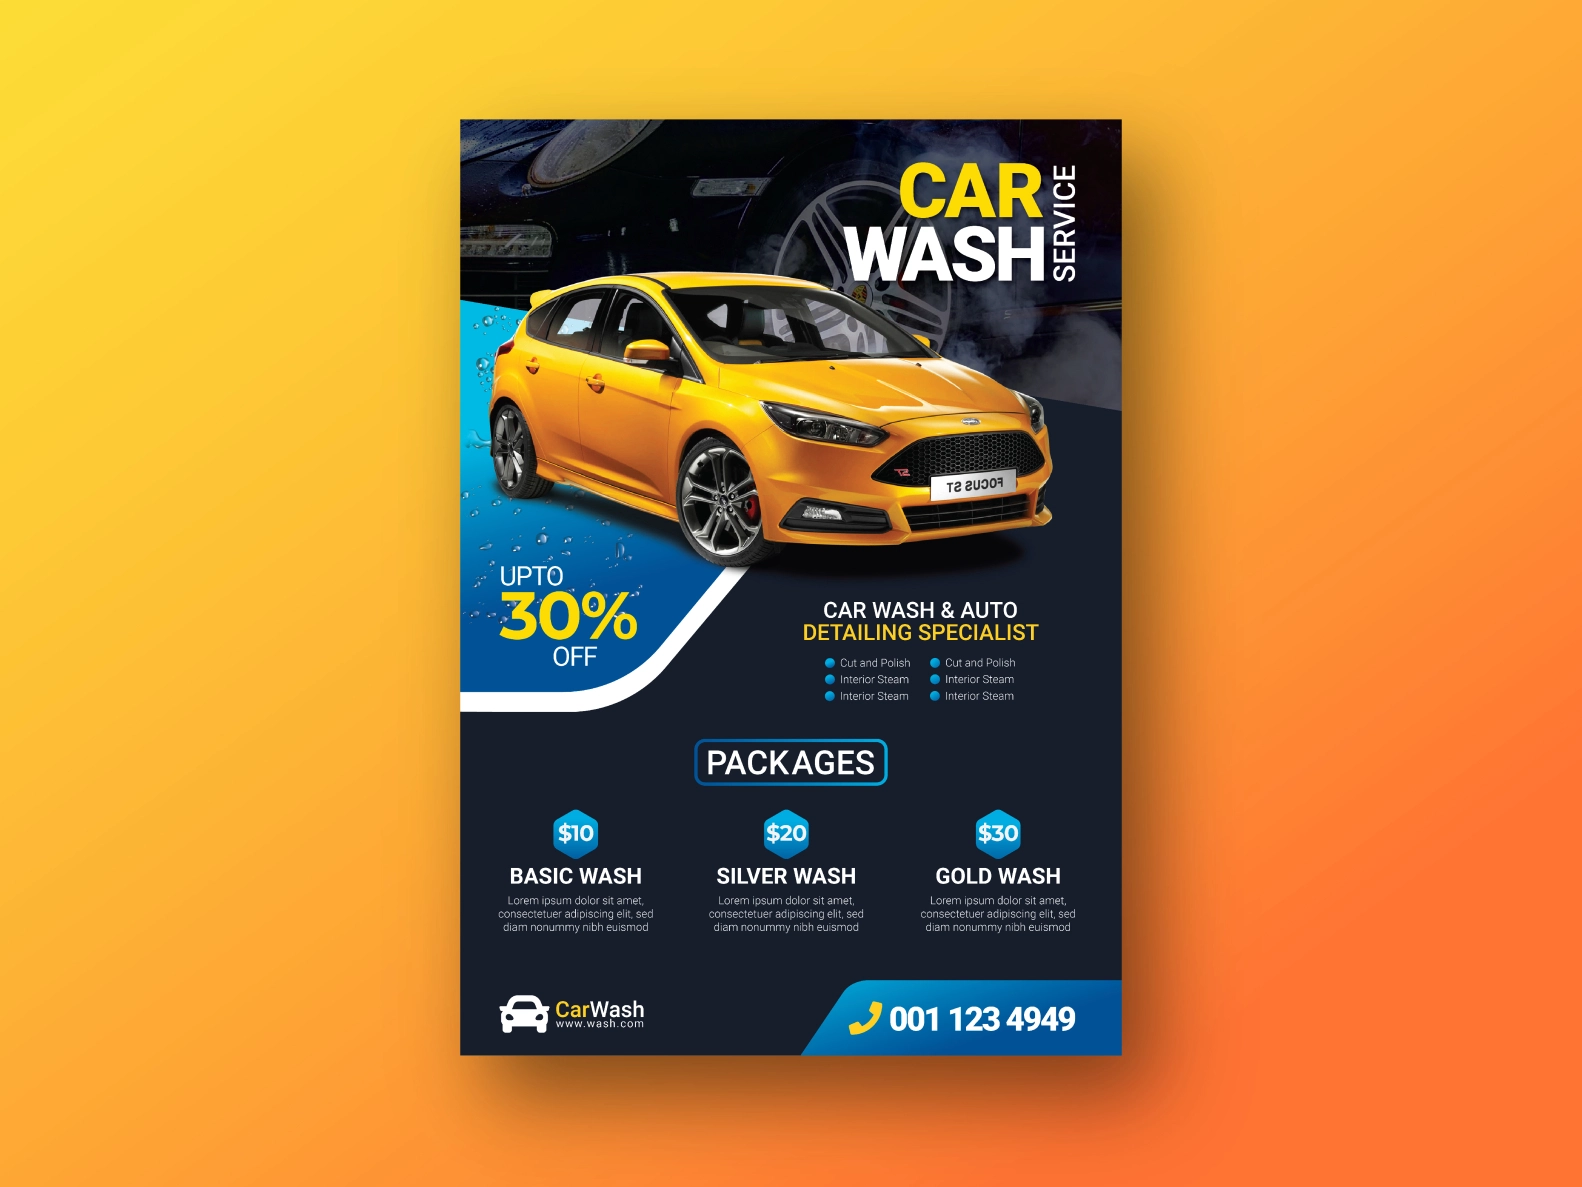 CAR
WASH
SERVICE
FOCUS ST
UPTO
30%
OFF
CAR WASH & AUTO
DETAILING SPECIALIST
Cut and Polish
Interior Steam
Interior Steam
Cut and Polish
Interior Steam
Interior Steam
PACKAGES
$10
BASIC WASH
Lorem ipsum dolor sit amet,
consectetuer adipiscing elit, sed
diam nonummy nibh euismod
$20
SILVER WASH
Lorem ipsum dolor sit amet,
consectetuer adipiscing elit, sed
diam nonummy nibh euismod
$30
GOLD WASH
Lorem ipsum dolor sit amet,
consectetuer adipiscing elit, sed
diam nonummy nibh euismod
CarWash
www.wash.com
001 123 4949